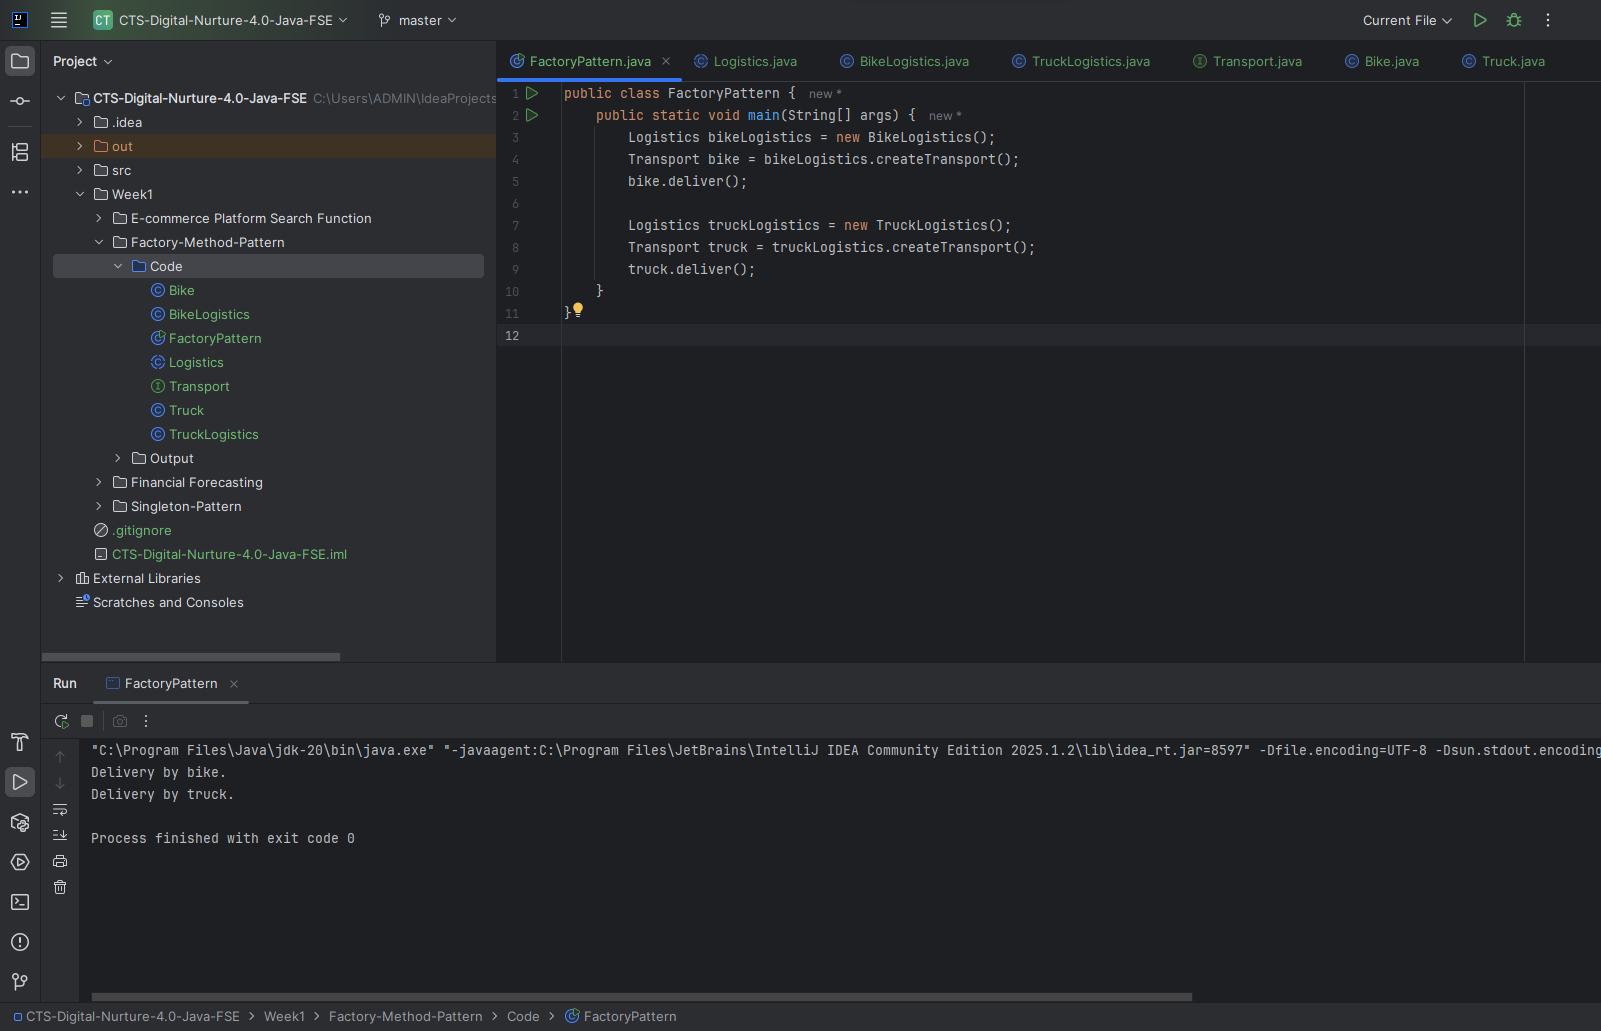 CT CTS-Digital-Nurture-4.0-Java-FSE master Current File
Project
CTS-Digital-Nurture-4.0-Java-FSE C:\Users\ADMIN\IdeaProjects
.idea
out
src
Week1
E-commerce Platform Search Function
Factory-Method-Pattern
Code
Bike
BikeLogistics
FactoryPattern
Logistics
Transport
Truck
TruckLogistics
Output
Financial Forecasting
Singleton-Pattern
.gitignore
CTS-Digital-Nurture-4.0-Java-FSE.iml
External Libraries
Scratches and Consoles
FactoryPattern.java Logistics.java BikeLogistics.java TruckLogistics.java Transport.java Bike.java Truck.java
1 public class FactoryPattern { new *
2 public static void main(String[] args) { new *
3 Logistics bikeLogistics = new BikeLogistics();
4 Transport bike = bikeLogistics.createTransport();
5 bike.deliver();
6
7 Logistics truckLogistics = new TruckLogistics();
8 Transport truck = truckLogistics.createTransport();
9 truck.deliver();
10 }
11 }
12
Run FactoryPattern
"C:\Program Files\Java\jdk-20\bin\java.exe" "-javaagent:C:\Program Files\JetBrains\IntelliJ IDEA Community Edition 2025.1.2\lib\idea_rt.jar=8597" -Dfile.encoding=UTF-8 -Dsun.stdout.encoding
Delivery by bike.
Delivery by truck.
Process finished with exit code 0
CTS-Digital-Nurture-4.0-Java-FSE > Week1 > Factory-Method-Pattern > Code > FactoryPattern